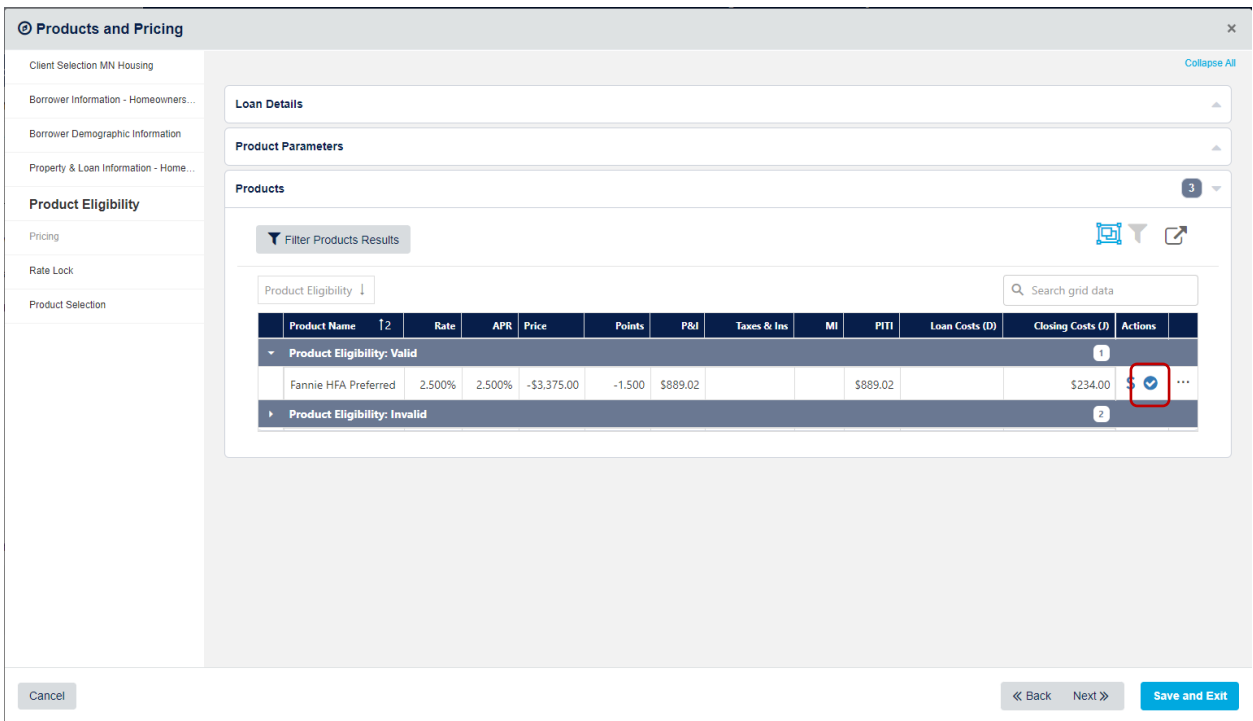 Products and Pricing
×
Client Selection MN Housing
Borrower Information - Homeowners...
Borrower Demographic Information
Property & Loan Information - Home...
Product Eligibility
Pricing
Rate Lock
Product Selection
Collapse All
Loan Details
Product Parameters
Products 3
Filter Products Results
Product Eligibility ↓ Search grid data
Product Name ↑2 Rate APR Price Points P&I Taxes & Ins MI PITI Loan Costs (D) Closing Costs (J) Actions
Product Eligibility: Valid 1
Fannie HFA Preferred 2.500% 2.500% -$3,375.00 -1.500 $889.02 $889.02 $234.00 $ ...
Product Eligibility: Invalid 2
Cancel « Back Next » Save and Exit